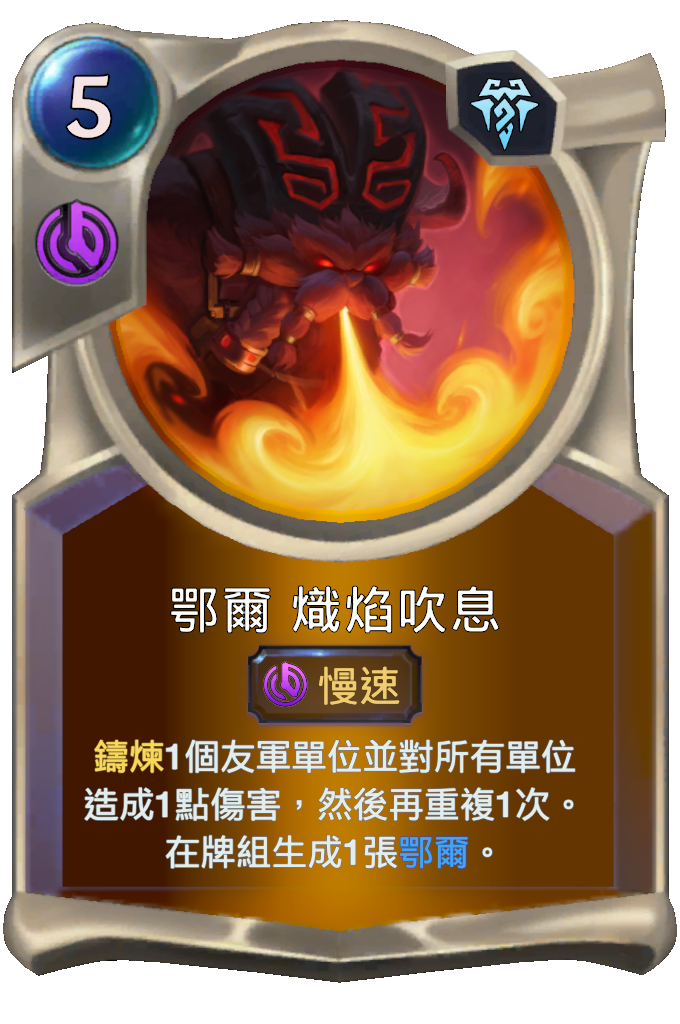 5
鄂爾 熾焰吹息
慢速
鑄煉1個友軍單位並對所有單位
造成1點傷害，然後再重複1次。
在牌組生成1張鄂爾。